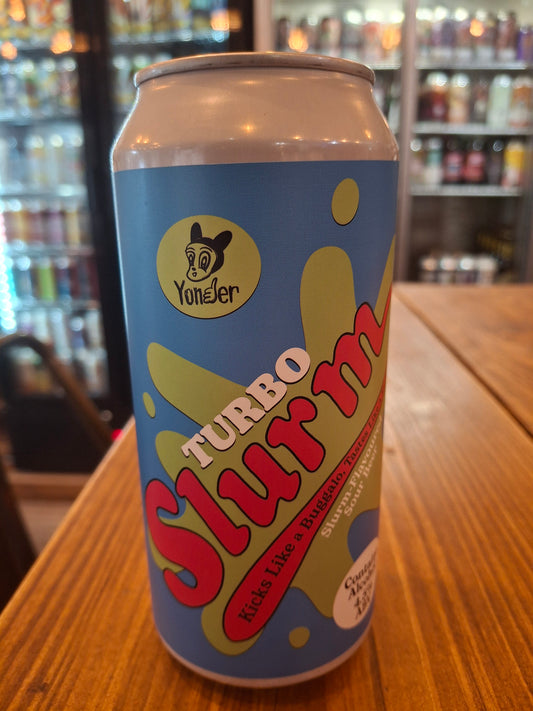 Yonder
TURBO
Slurm
Kicks Like a Buggalo, Tastes
Slurm-Flavoured
Sour Beer